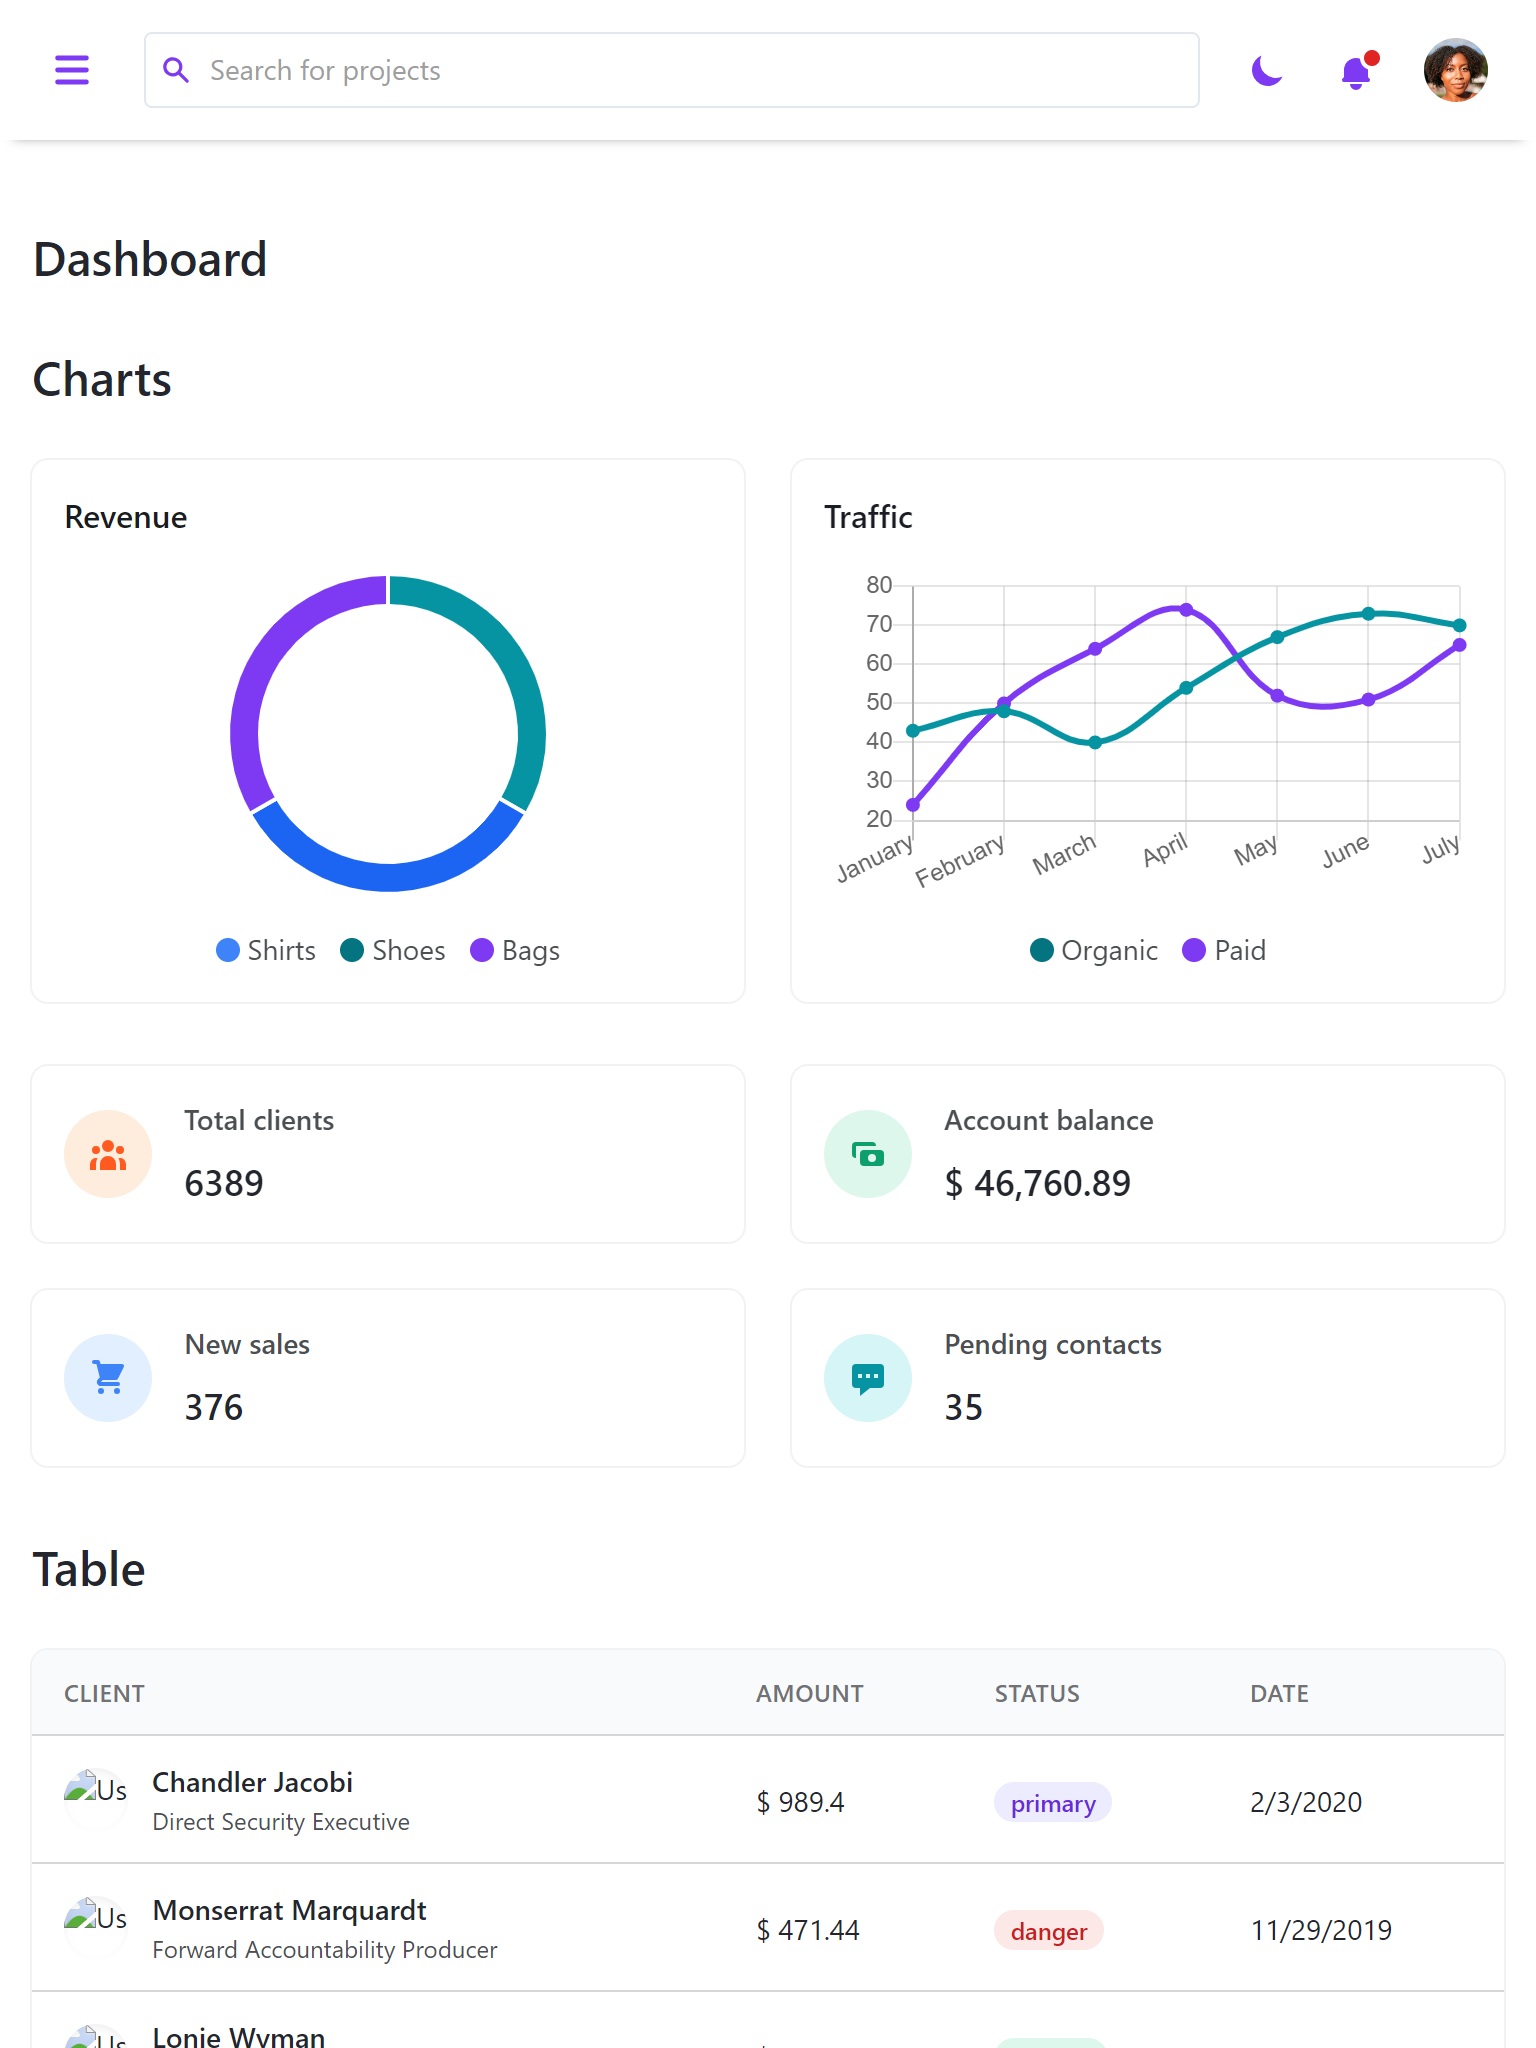 Search for projects
Dashboard
Charts
Revenue
Shirts Shoes Bags
Traffic
80
70
60
50
40
30
20
January February March April May June July
Organic Paid
Total clients
6389
Account balance
$ 46,760.89
New sales
376
Pending contacts
35
Table
CLIENT AMOUNT STATUS DATE
Us Chandler Jacobi
Direct Security Executive
$ 989.4 primary 2/3/2020
Us Monserrat Marquardt
Forward Accountability Producer
$ 471.44 danger 11/29/2019
Us Lonie Wyman